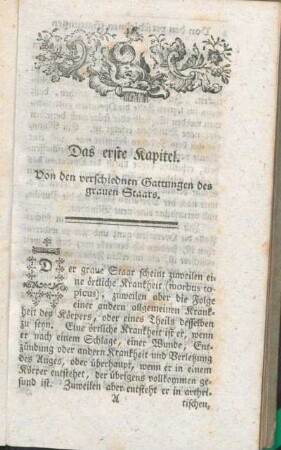 Das erste Kapitel.
Von den verschiednen Gattungen des
grauen Staars.
Der graue Staar scheint zuweilen ei-
ne örtliche Krankheit (morbus to-
picus); zuweilen aber die Folge
einer andern allgemeinen Krank-
heit des Körpers, oder eines Theils desselben
zu seyn. Eine örtliche Krankheit ist er, wenn
er nach einem Schlage, einer Wunde, Ent-
zündung oder andern Krankheit und Verletzung
des Auges, oder überhaupt, wenn er in einem
Körper entstehet, der übrigens vollkommen ge-
sund ist. Zuweilen aber entsteht er in arthri-
A tischen,